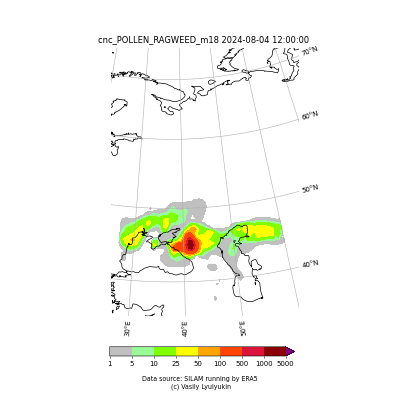 cnc_POLLEN_RAGWEED_m18 2024-08-04 12:00:00
70°N
60°N
50°N
40°N
30°E 40°E 50°E
1 5 10 25 50 100 500 1000 5000
Data source: SILAM running by ERA5
(c) Vasily Lyulyukin